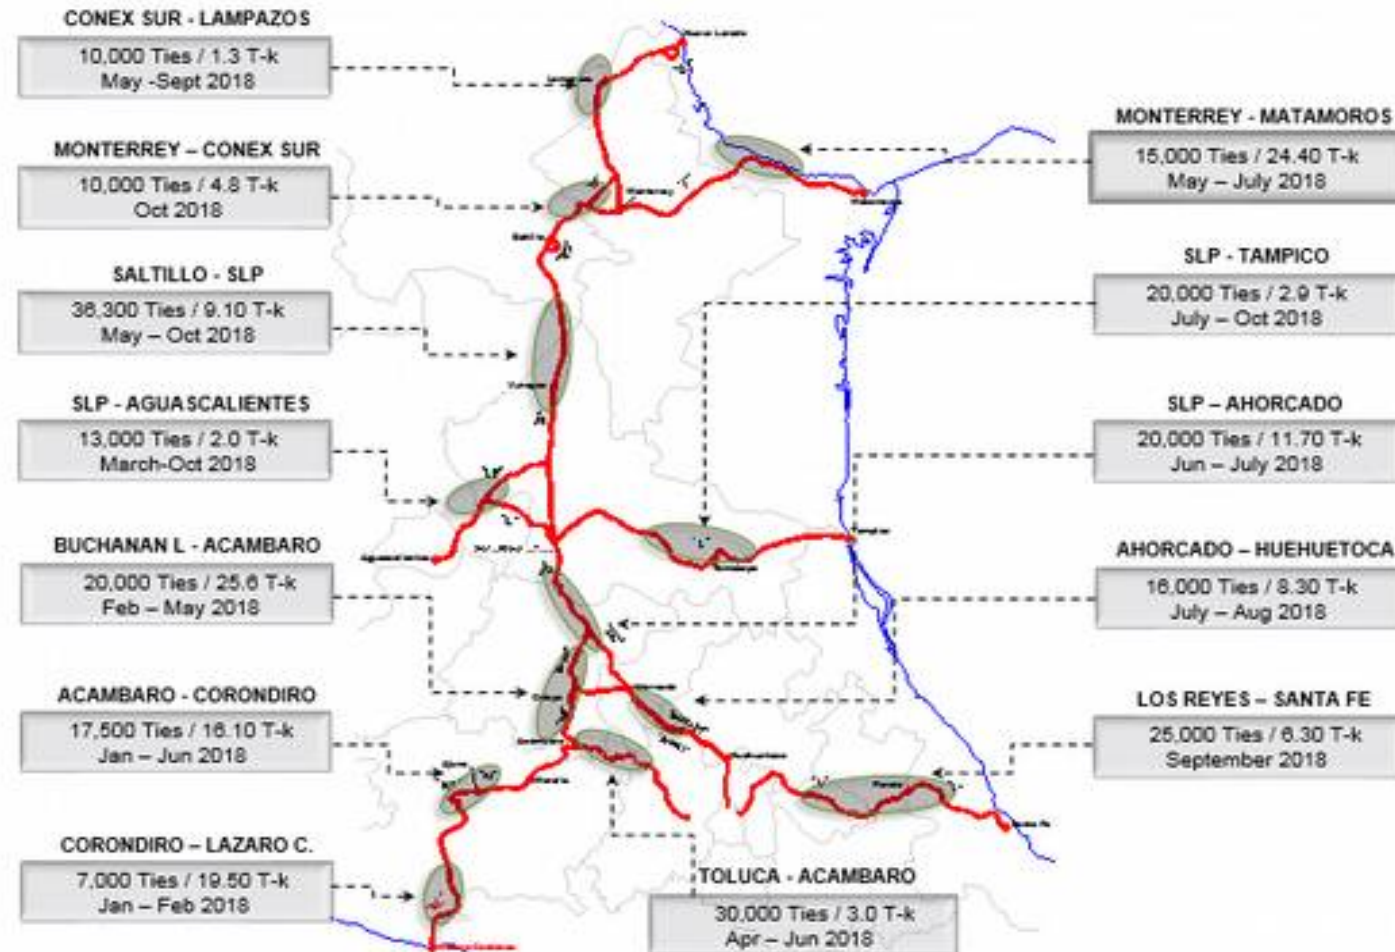 CONEX SUR - LAMPAZOS
10,000 Ties / 1.3 T-k
May -Sept 2018
MONTERREY – CONEX SUR
10,000 Ties / 4.8 T-k
Oct 2018
SALTILLO - SLP
36,300 Ties / 9.10 T-k
May – Oct 2018
SLP - AGUASCALIENTES
13,000 Ties / 2.0 T-k
March-Oct 2018
BUCHANAN L - ACAMBARO
20,000 Ties / 25.6 T-k
Feb – May 2018
ACAMBARO - CORONDIRO
17,500 Ties / 16.10 T-k
Jan – Jun 2018
CORONDIRO – LAZARO C.
7,000 Ties / 19.50 T-k
Jan – Feb 2018
MONTERREY - MATAMOROS
15,000 Ties / 24.40 T-k
May – July 2018
SLP - TAMPICO
20,000 Ties / 2.9 T-k
July – Oct 2018
SLP – AHORCADO
20,000 Ties / 11.70 T-k
Jun – July 2018
AHORCADO – HUEHUETOCA
16,000 Ties / 8.30 T-k
July – Aug 2018
LOS REYES – SANTA FE
25,000 Ties / 6.30 T-k
September 2018
TOLUCA - ACAMBARO
30,000 Ties / 3.0 T-k
Apr – Jun 2018